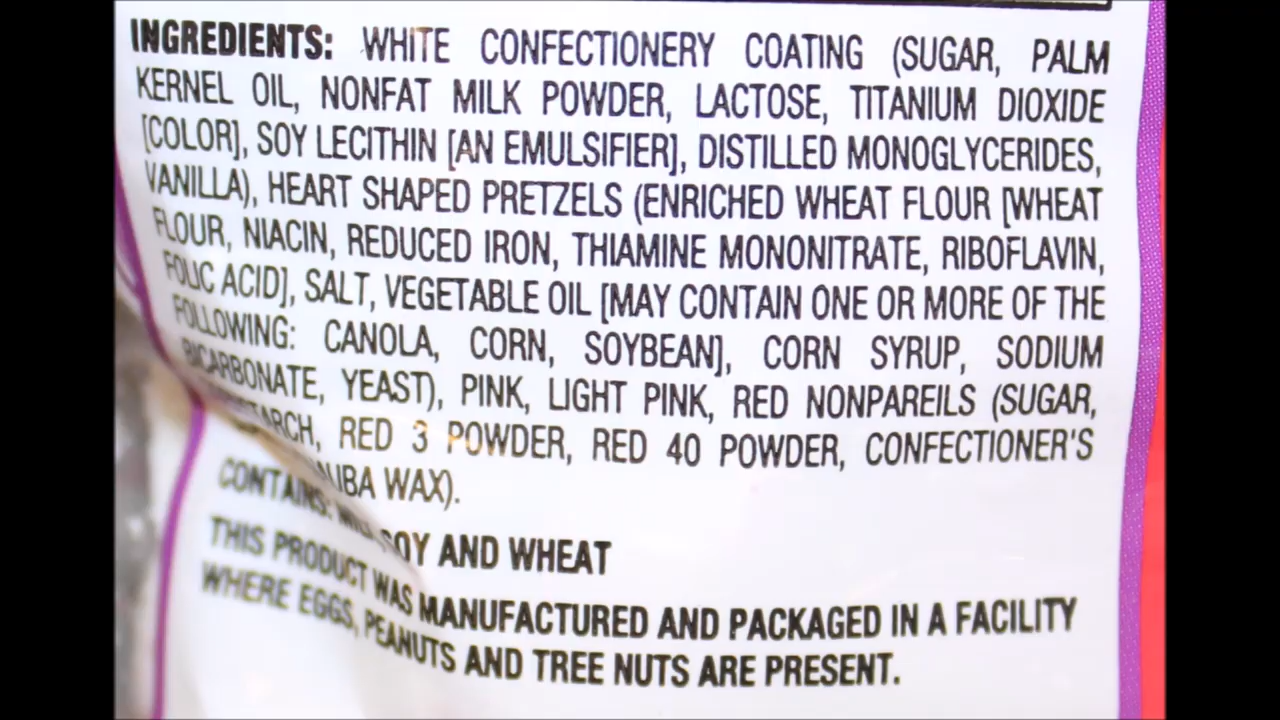 INGREDIENTS: WHITE CONFECTIONERY COATING (SUGAR, PALM
KERNEL OIL, NONFAT MILK POWDER, LACTOSE, TITANIUM DIOXIDE
[COLOR], SOY LECITHIN [AN EMULSIFIER], DISTILLED MONOGLYCERIDES,
VANILLA), HEART SHAPED PRETZELS (ENRICHED WHEAT FLOUR [WHEAT
FLOUR, NIACIN, REDUCED IRON, THIAMINE MONONITRATE, RIBOFLAVIN,
FOLIC ACID], SALT, VEGETABLE OIL [MAY CONTAIN ONE OR MORE OF THE
FOLLOWING: CANOLA, CORN, SOYBEAN], CORN SYRUP, SODIUM
BICARBONATE, YEAST), PINK, LIGHT PINK, RED NONPAREILS (SUGAR,
RED 3 POWDER, RED 40 POWDER, CONFECTIONER'S
WAX).
CONTAINS: SOY AND WHEAT
THIS PRODUCT WAS MANUFACTURED AND PACKAGED IN A FACILITY
WHERE EGGS, PEANUTS AND TREE NUTS ARE PRESENT.